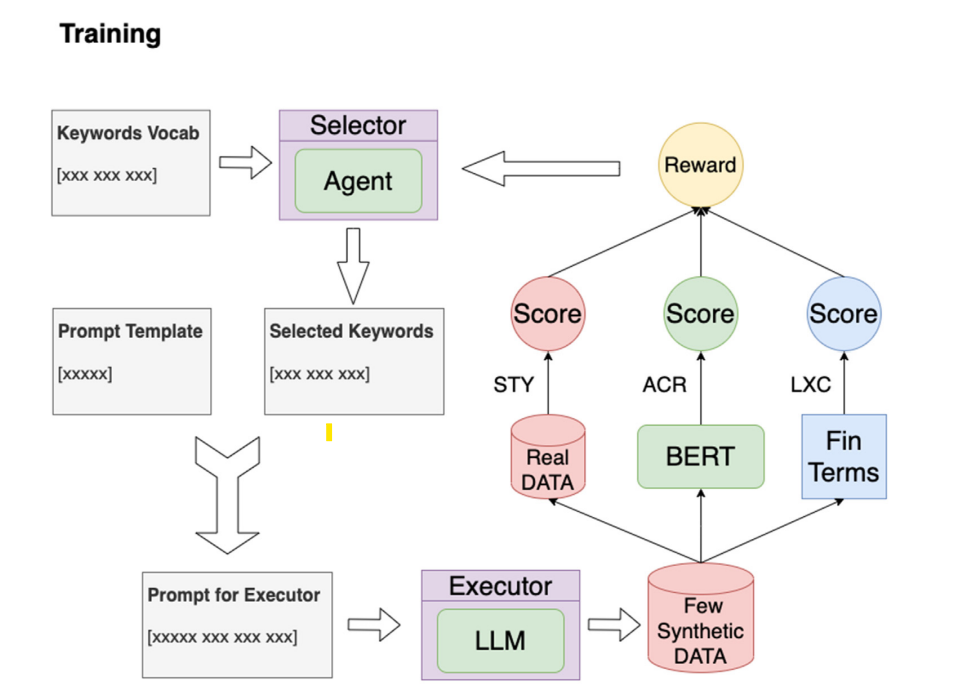 Training
Keywords Vocab
[xxx xxx xxx]
Selector
Agent
Reward
Prompt Template
[xxxxx]
Selected Keywords
[xxx xxx xxx]
Score
Score
Score
STY
ACR
LXC
Real
DATA
BERT
Fin
Terms
Prompt for Executor
[xxxxx xxx xxx xxx]
Executor
LLM
Few
Synthetic
DATA